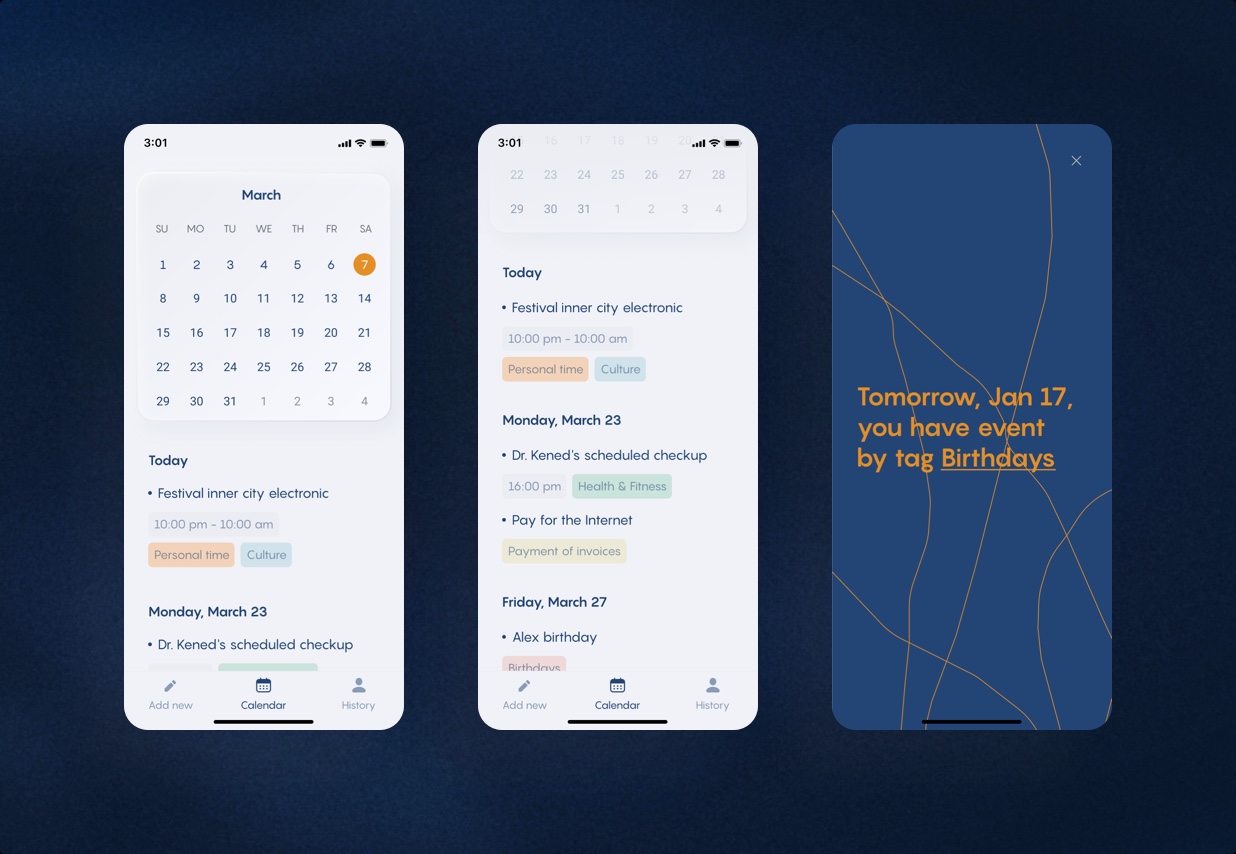 3:01
March
SU MO TU WE TH FR SA
1 2 3 4 5 6 7
8 9 10 11 12 13 14
15 16 17 18 19 20 21
22 23 24 25 26 27 28
29 30 31 1 2 3 4
Today
• Festival inner city electronic
10:00 pm - 10:00 am
Personal time Culture
Monday, March 23
• Dr. Kened's scheduled checkup
Add new Calendar History
3:01
16 17 18 19 20
22 23 24 25 26 27 28
29 30 31 1 2 3 4
Today
• Festival inner city electronic
10:00 pm - 10:00 am
Personal time Culture
Monday, March 23
• Dr. Kened's scheduled checkup
16:00 pm Health & Fitness
• Pay for the Internet
Payment of invoices
Friday, March 27
• Alex birthday
Birthdays
Add new Calendar History
Tomorrow, Jan 17,
you have event
by tag Birthdays